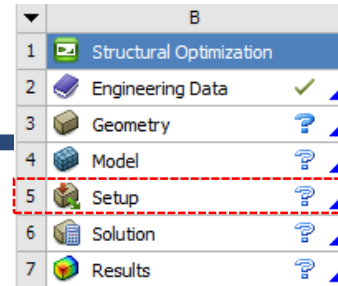 B
1 Structural Optimization
2 Engineering Data
3 Geometry ?
4 Model ?
5 Setup ?
6 Solution ?
7 Results ?